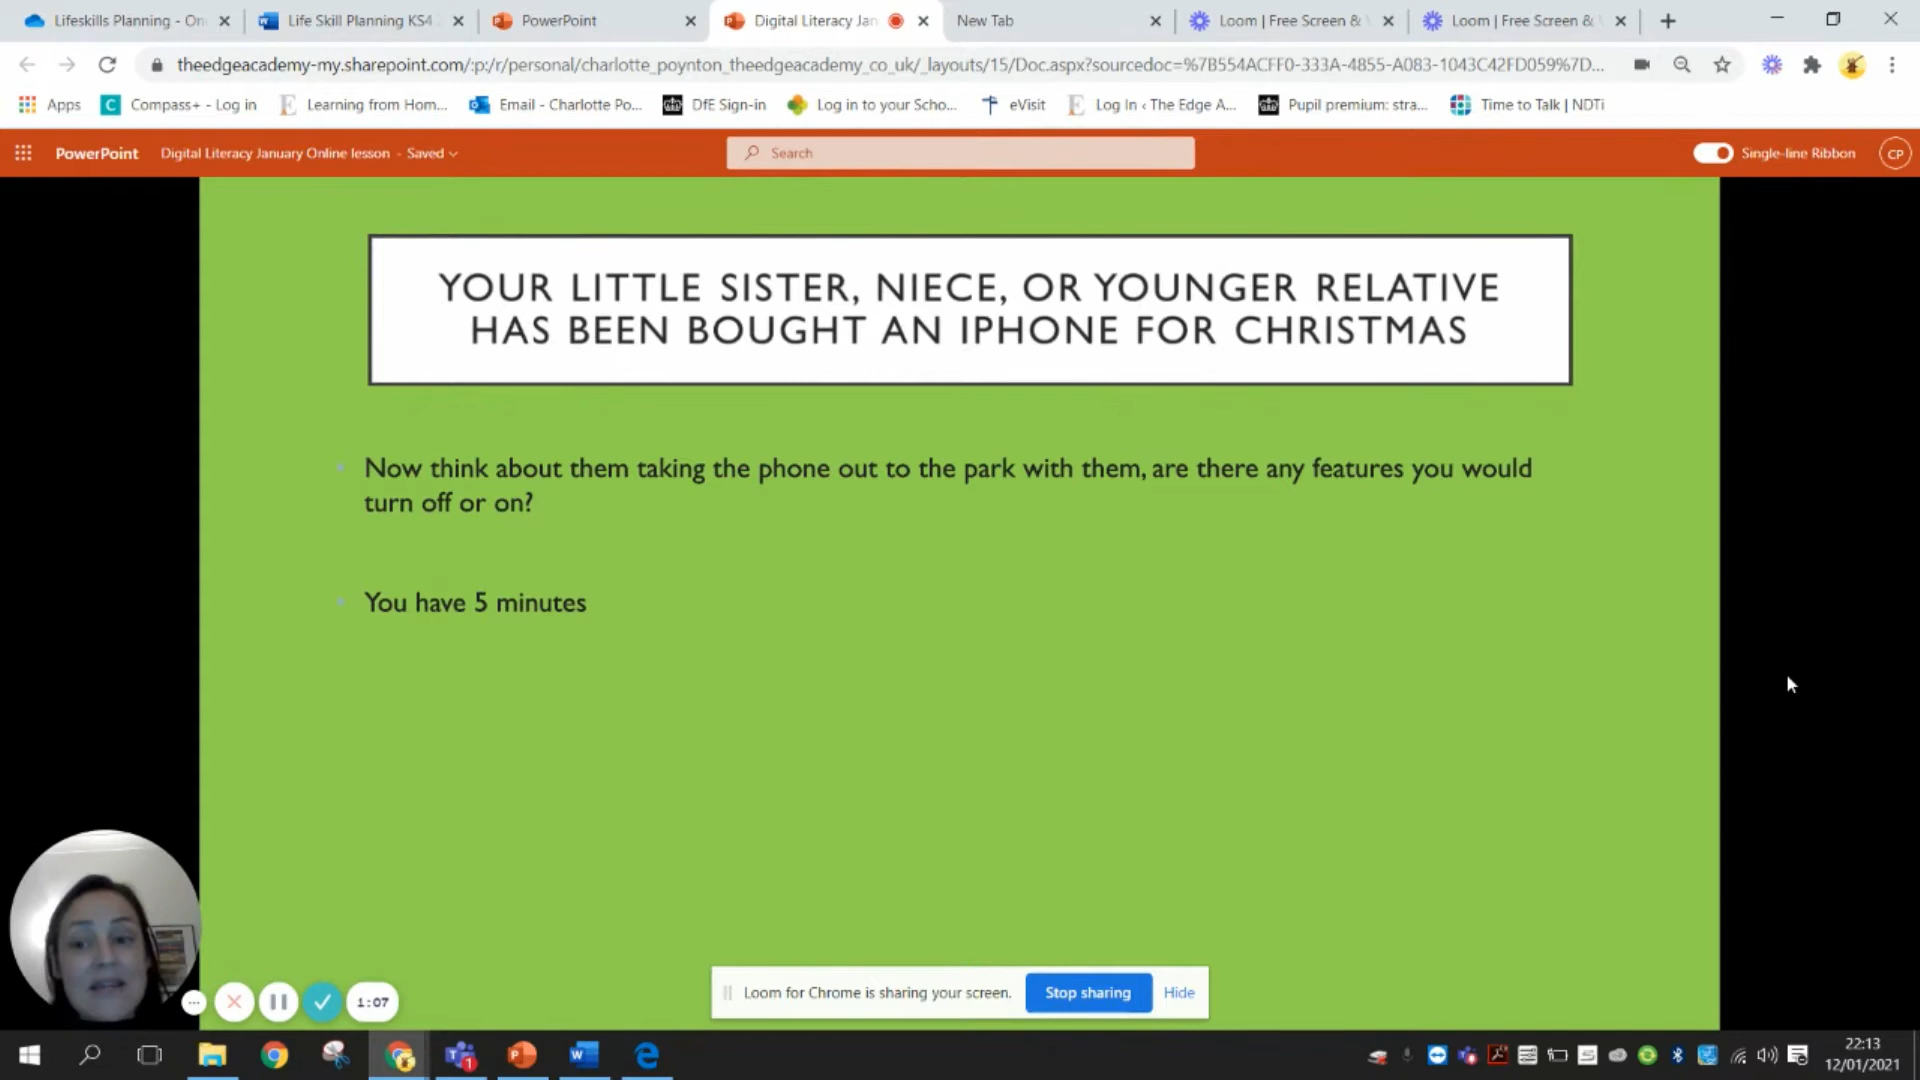 Lifeskills Planning - On
Life Skill Planning KS4
PowerPoint
Digital Literacy Jan
New Tab
Loom | Free Screen &
Loom | Free Screen &
theedgeacademy-my.sharepoint.com/:p:/r/personal/charlotte_poynton_theedgeacademy_co_uk/_layouts/15/Doc.aspx?sourcedoc=%7B554ACFF0-333A-4855-A083-1043C42FD059%7D...
Apps
Compass+ - Log in
Learning from Hom...
Email - Charlotte Po...
DfE Sign-in
Log in to your Scho...
eVisit
Log In ‹ The Edge A...
Pupil premium: stra...
Time to Talk | NDTi
PowerPoint
Digital Literacy January Online lesson - Saved
Search
Single-line Ribbon
CP
YOUR LITTLE SISTER, NIECE, OR YOUNGER RELATIVE
HAS BEEN BOUGHT AN IPHONE FOR CHRISTMAS
Now think about them taking the phone out to the park with them, are there any features you would
turn off or on?
You have 5 minutes
1:07
Loom for Chrome is sharing your screen.
Stop sharing
Hide
22:13
12/01/2021